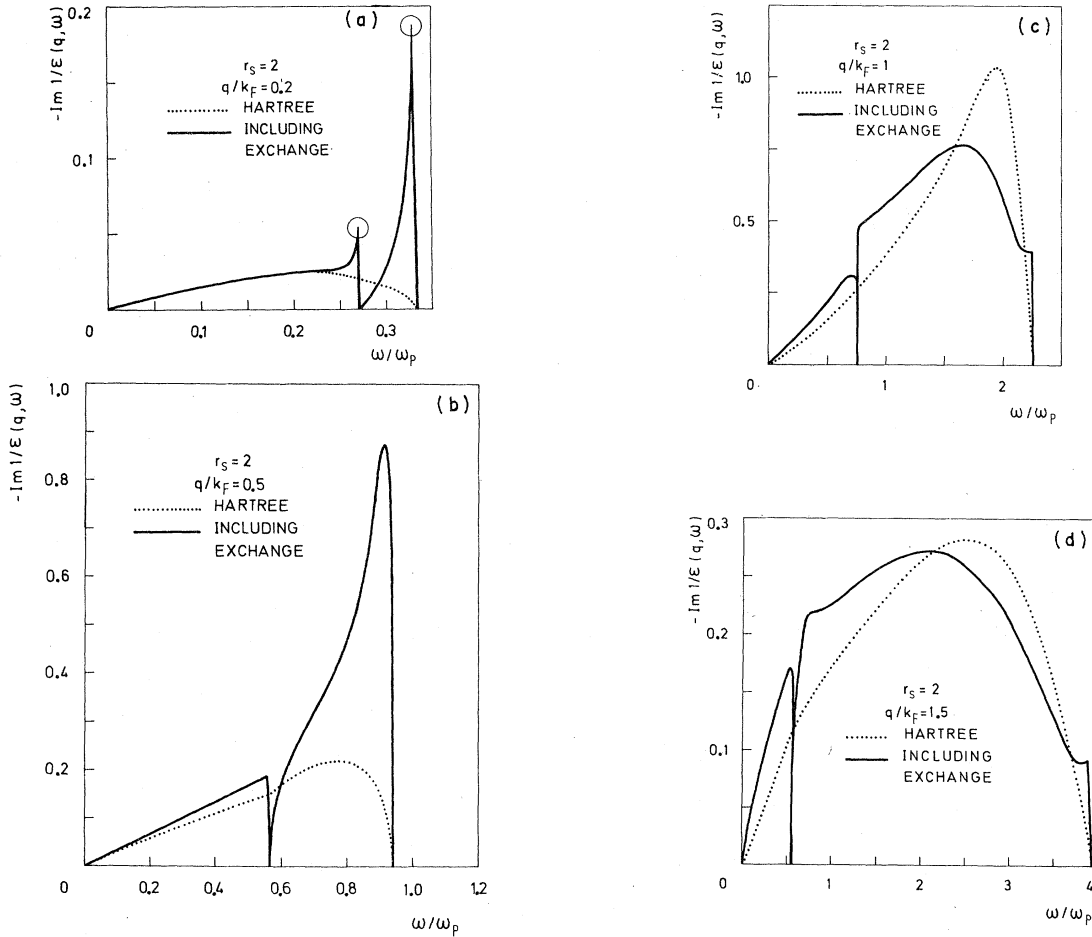 (a)
-Im 1/ε(q,ω)
0.2
0.1
r_S = 2
q/k_F = 0.2
HARTREE
INCLUDING
EXCHANGE
0
0.1
0.2
0.3
ω/ω_P
(b)
-Im 1/ε(q,ω)
1.0
0.8
0.6
0.4
0.2
r_S = 2
q/k_F = 0.5
HARTREE
INCLUDING
EXCHANGE
0
0.2
0.4
0.6
0.8
1.0
1.2
ω/ω_P
(c)
-Im 1/ε(q,ω)
1.0
0.5
r_S = 2
q/k_F = 1
HARTREE
INCLUDING
EXCHANGE
0
1
2
ω/ω_P
(d)
-Im 1/ε(q,ω)
0.3
0.2
0.1
r_S = 2
q/k_F = 1.5
HARTREE
INCLUDING
EXCHANGE
0
1
2
3
4
ω/ω_P